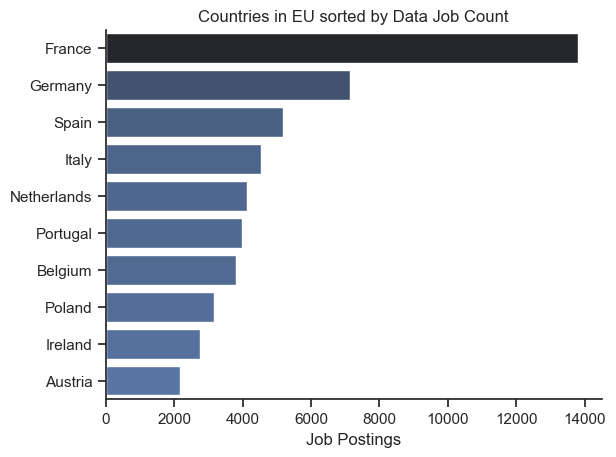 Countries in EU sorted by Data Job Count
France
Germany
Spain
Italy
Netherlands
Portugal
Belgium
Poland
Ireland
Austria
0 2000 4000 6000 8000 10000 12000 14000
Job Postings